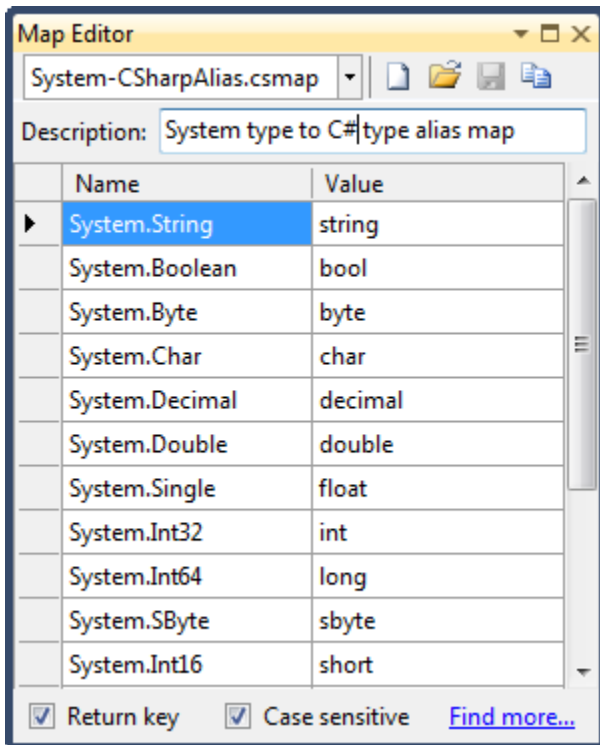 Map Editor
System-CSharpAlias.csmap
Description: System type to C# type alias map
Name Value
System.String string
System.Boolean bool
System.Byte byte
System.Char char
System.Decimal decimal
System.Double double
System.Single float
System.Int32 int
System.Int64 long
System.SByte sbyte
System.Int16 short
Return key Case sensitive Find more...